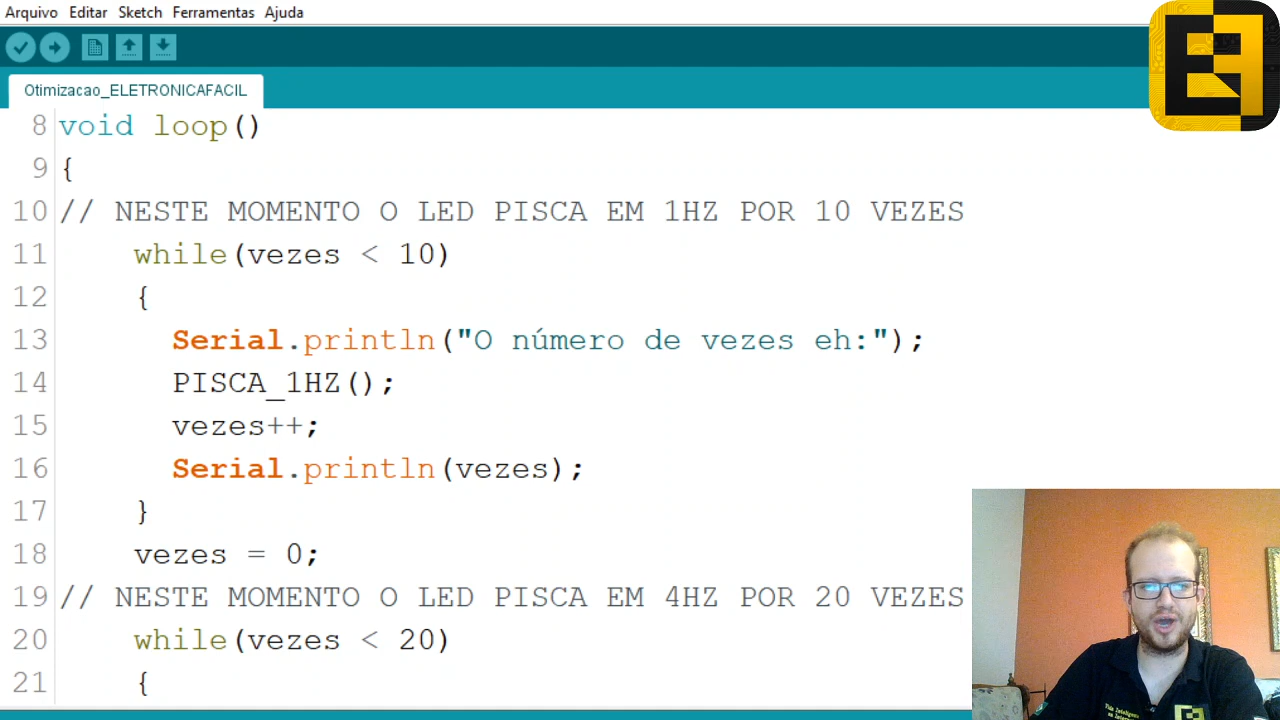 Arquivo Editar Sketch Ferramentas Ajuda
Otimizacao_ELETRONICAFACIL
8 void loop()
9 {
10 // NESTE MOMENTO O LED PISCA EM 1HZ POR 10 VEZES
11 while(vezes < 10)
12 {
13 Serial.println("O número de vezes eh:");
14 PISCA_1HZ();
15 vezes++;
16 Serial.println(vezes);
17 }
18 vezes = 0;
19 // NESTE MOMENTO O LED PISCA EM 4HZ POR 20 VEZES
20 while(vezes < 20)
21 {
EF